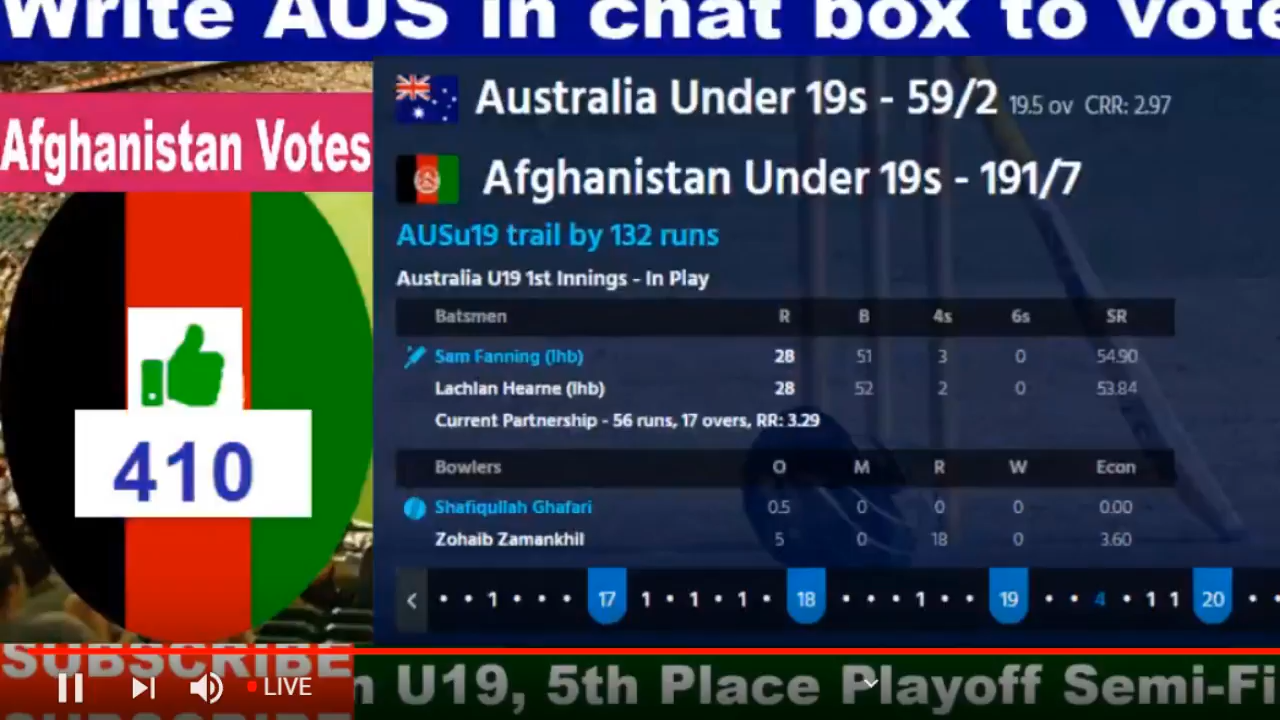 Write AUS in chat box to vote
Afghanistan Votes
410
Australia Under 19s - 59/2 19.5 ov CRR: 2.97
Afghanistan Under 19s - 191/7
AUSu19 trail by 132 runs
Australia U19 1st Innings - In Play
Batsmen R B 4s 6s SR
Sam Fanning (lhb) 28 51 3 0 54.90
Lachlan Hearne (lhb) 28 52 2 0 53.84
Current Partnership - 56 runs, 17 overs, RR: 3.29
Bowlers O M R W Econ
Shafiqullah Ghafari 0.5 0 0 0 0.00
Zohaib Zamankhil 5 0 18 0 3.60
< • • 1 • • • 17 1 • 1 • 1 • 18 • • • 1 • • 19 • • 4 • 1 1 20 • •
SUBSCRIBE
LIVE
n U19, 5th Place Playoff Semi-Fi